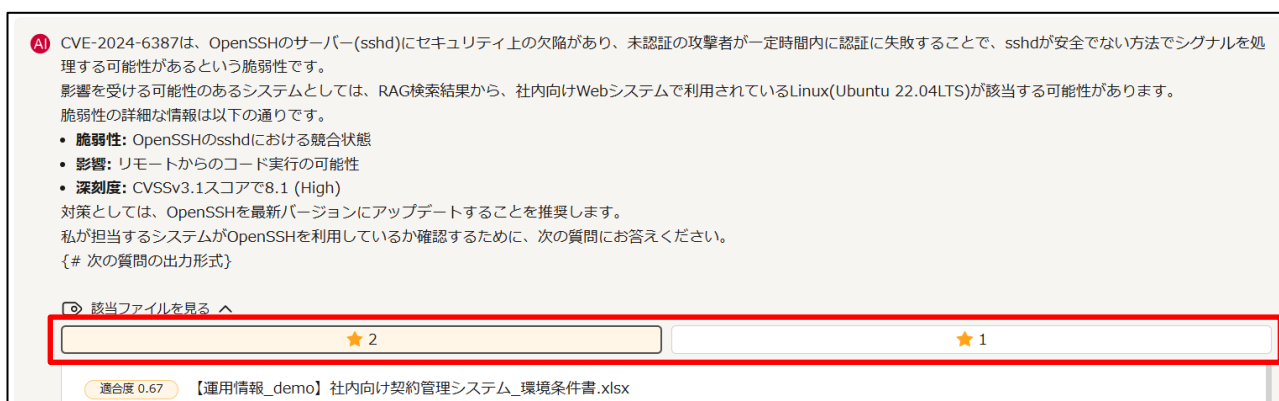 AI CVE-2024-6387は、OpenSSHのサーバー(sshd)にセキュリティ上の欠陥があり、未認証の攻撃者が一定時間内に認証に失敗することで、sshdが安全でない方法でシグナルを処
理する可能性があるという脆弱性です。
影響を受ける可能性のあるシステムとしては、RAG検索結果から、社内向けWebシステムで利用されているLinux(Ubuntu 22.04LTS)が該当する可能性があります。
脆弱性の詳細な情報は以下の通りです。
• 脆弱性: OpenSSHのsshdにおける競合状態
• 影響: リモートからのコード実行の可能性
• 深刻度: CVSSv3.1スコアで8.1 (High)
対策としては、OpenSSHを最新バージョンにアップデートすることを推奨します。
私が担当するシステムがOpenSSHを利用しているか確認するために、次の質問にお答えください。
{# 次の質問の出力形式}
該当ファイルを見る
★ 2 ★ 1
適合度 0.67 【運用情報_demo】社内向け契約管理システム_環境条件書.xlsx